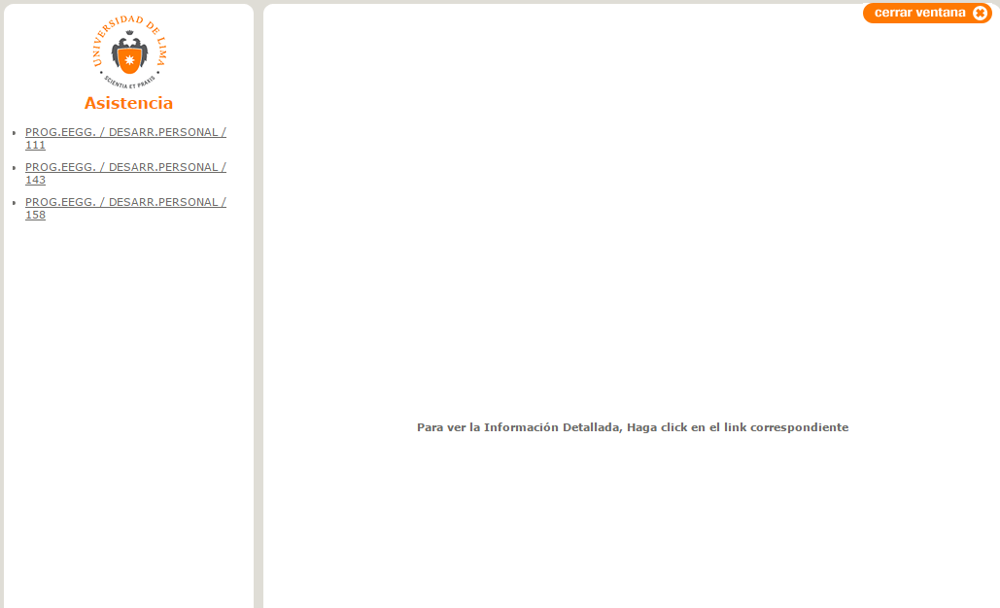 UNIVERSIDAD DE LIMA
SCIENTIA ET PRAXIS
Asistencia
PROG.EEGG. / DESARR.PERSONAL /
111
PROG.EEGG. / DESARR.PERSONAL /
143
PROG.EEGG. / DESARR.PERSONAL /
158
cerrar ventana
Para ver la Información Detallada, Haga click en el link correspondiente